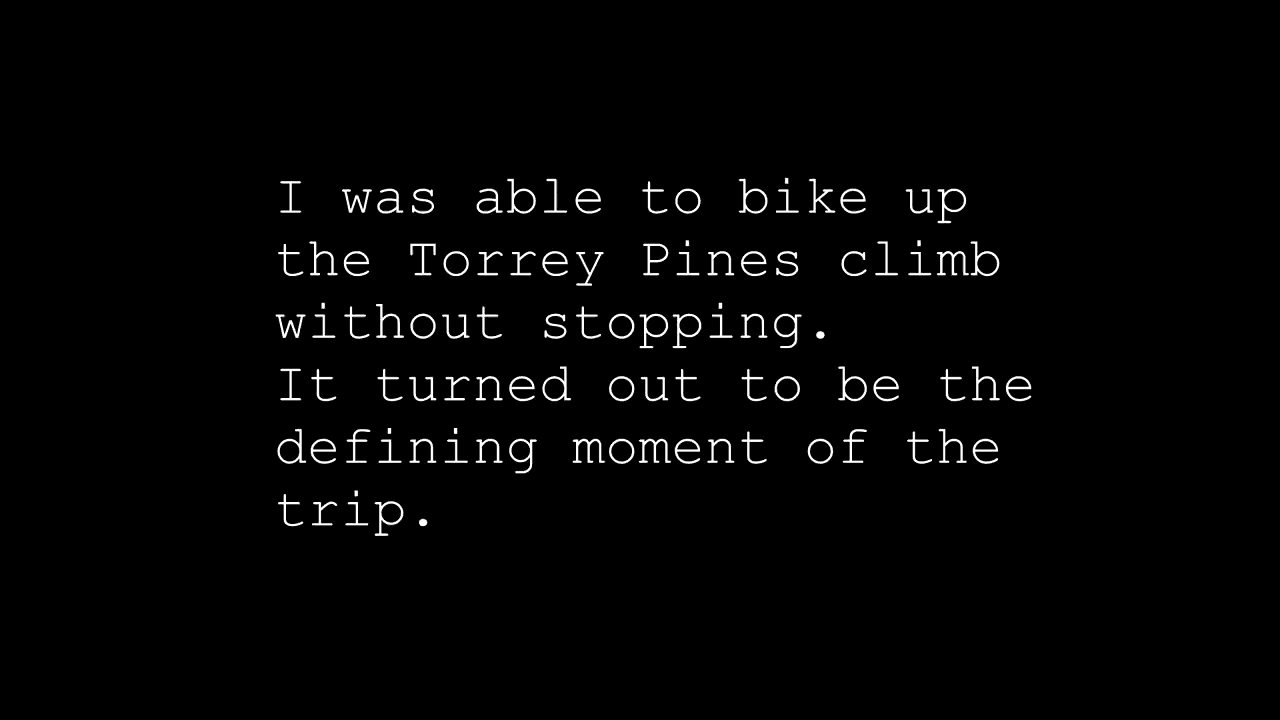 I was able to bike up
the Torrey Pines climb
without stopping.
It turned out to be the
defining moment of the
trip.